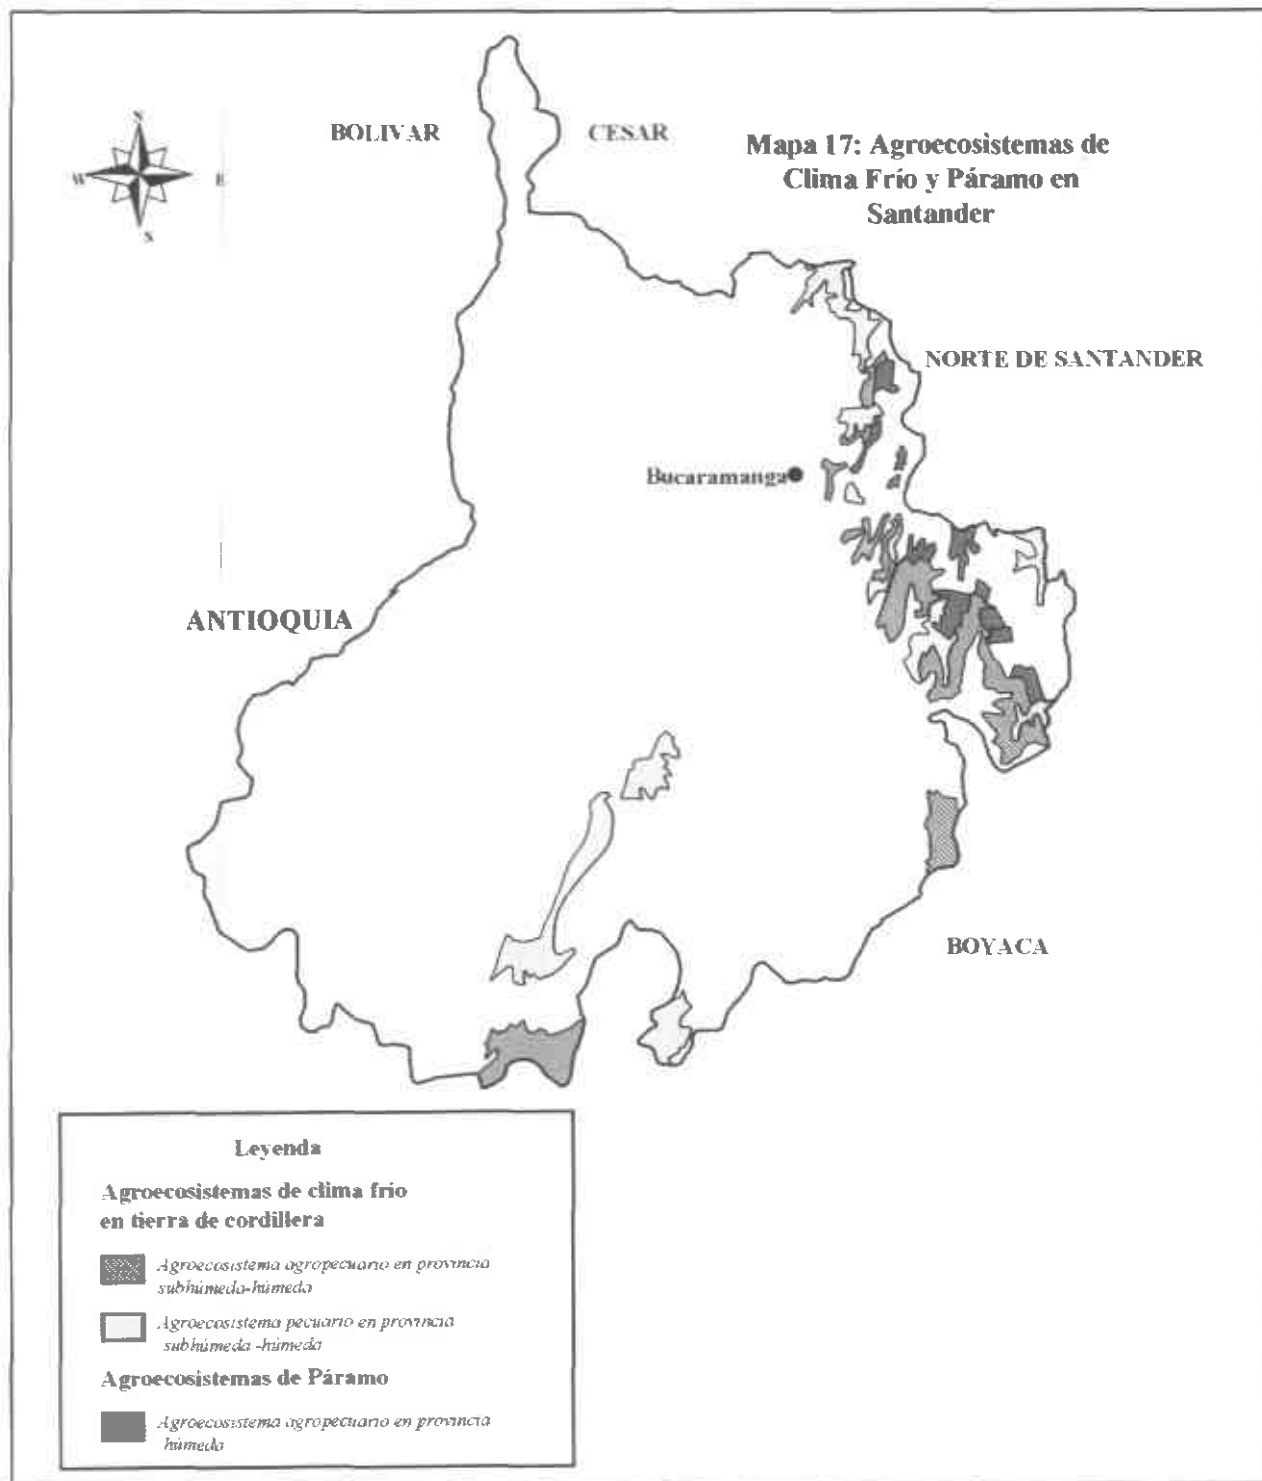 N
W
E
S
BOLIVAR
CESAR
Mapa 17: Agroecosistemas de
Clima Frío y Páramo en
Santander
NORTE DE SANTANDER
Bucaramanga
ANTIOQUIA
BOYACA
Leyenda
Agroecosistemas de clima frío
en tierra de cordillera
Agroecosistema agropecuario en provincia
subhúmeda-húmeda
Agroecosistema pecuario en provincia
subhúmeda -húmeda
Agroecosistemas de Páramo
Agroecosistema agropecuario en provincia
húmeda